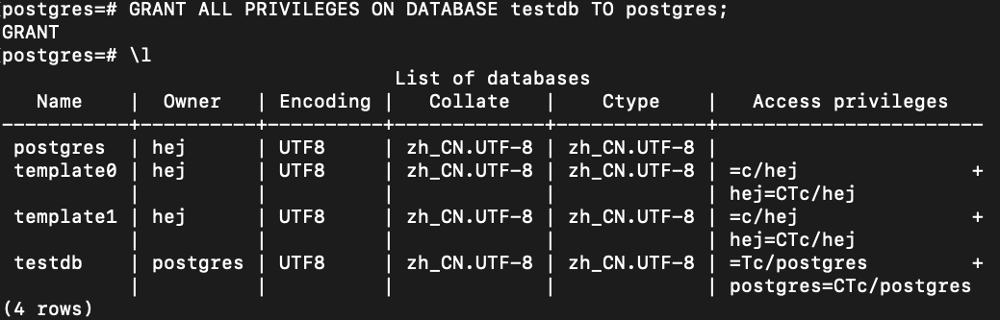 postgres=# GRANT ALL PRIVILEGES ON DATABASE testdb TO postgres;
GRANT
postgres=# \l
                                  List of databases
   Name    |  Owner   | Encoding |   Collate   |    Ctype    |   Access privileges
-----------+----------+----------+-------------+-------------+-----------------------
 postgres  | hej      | UTF8     | zh_CN.UTF-8 | zh_CN.UTF-8 |
 template0 | hej      | UTF8     | zh_CN.UTF-8 | zh_CN.UTF-8 | =c/hej               +
           |          |          |             |             | hej=CTc/hej
 template1 | hej      | UTF8     | zh_CN.UTF-8 | zh_CN.UTF-8 | =c/hej               +
           |          |          |             |             | hej=CTc/hej
 testdb    | postgres | UTF8     | zh_CN.UTF-8 | zh_CN.UTF-8 | =Tc/postgres         +
           |          |          |             |             | postgres=CTc/postgres
(4 rows)